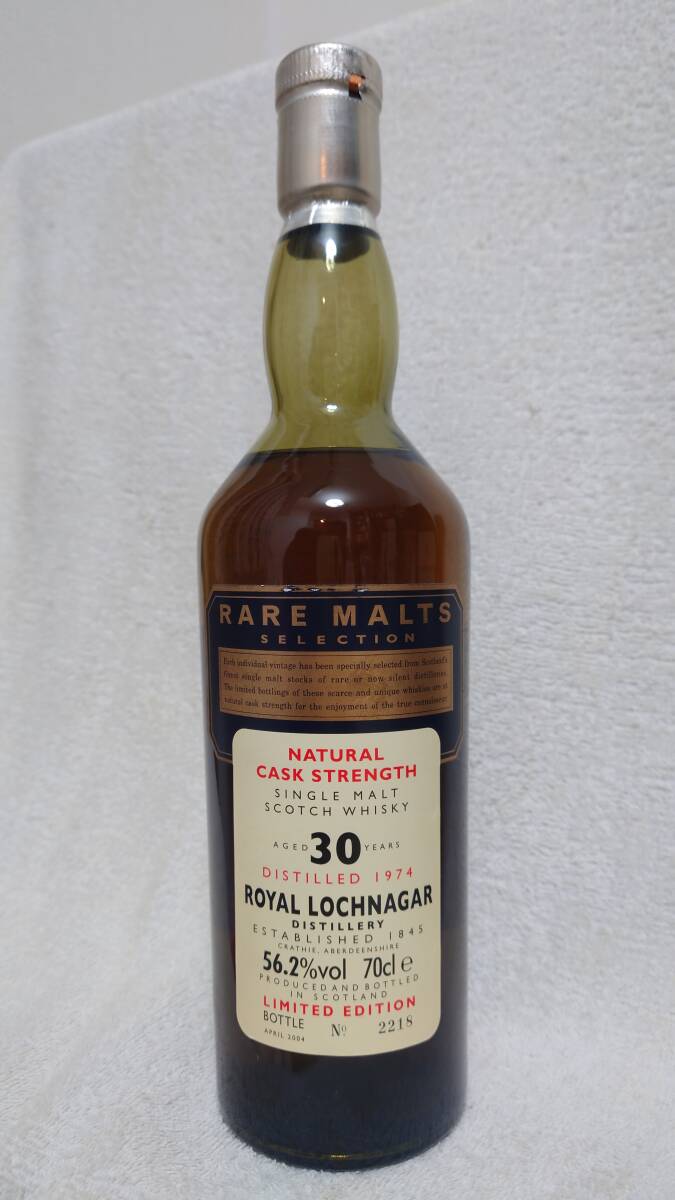 RARE MALTS
SELECTION
Each individual vintage has been specially selected from Scotland's
finest single malt stocks of rare or now silent distilleries.
The limited bottlings of these scarce and unique whiskies are at
natural cask strength for the enjoyment of the true connoisseur
NATURAL
CASK STRENGTH
SINGLE MALT
SCOTCH WHISKY
AGED 30 YEARS
DISTILLED 1974
ROYAL LOCHNAGAR
DISTILLERY
ESTABLISHED 1845
CRATHIE, ABERDEENSHIRE
56.2%vol 70cl e
PRODUCED AND BOTTLED
IN SCOTLAND
LIMITED EDITION
BOTTLE Nº 2218
APRIL 2004